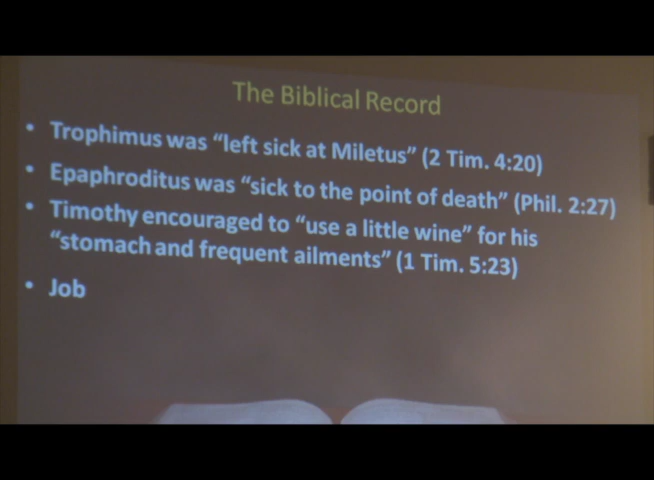 The Biblical Record
• Trophimus was “left sick at Miletus” (2 Tim. 4:20)
• Epaphroditus was “sick to the point of death” (Phil. 2:27)
• Timothy encouraged to “use a little wine” for his
“stomach and frequent ailments” (1 Tim. 5:23)
• Job